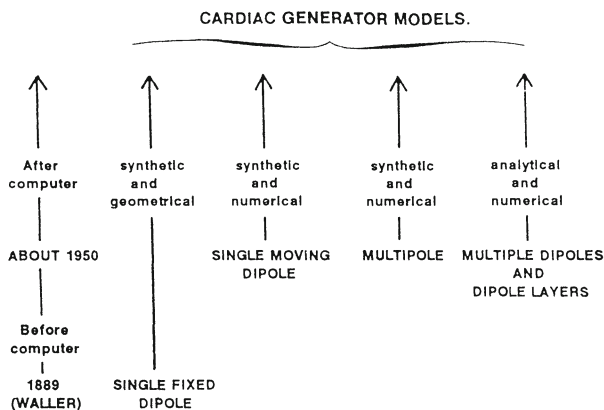 CARDIAC GENERATOR MODELS.
After
computer
synthetic
and
geometrical
synthetic
and
numerical
synthetic
and
numerical
analytical
and
numerical
ABOUT 1950
SINGLE MOVING
DIPOLE
MULTIPOLE
MULTIPLE DIPOLES
AND
DIPOLE LAYERS
Before
computer
1889
(WALLER)
SINGLE FIXED
DIPOLE